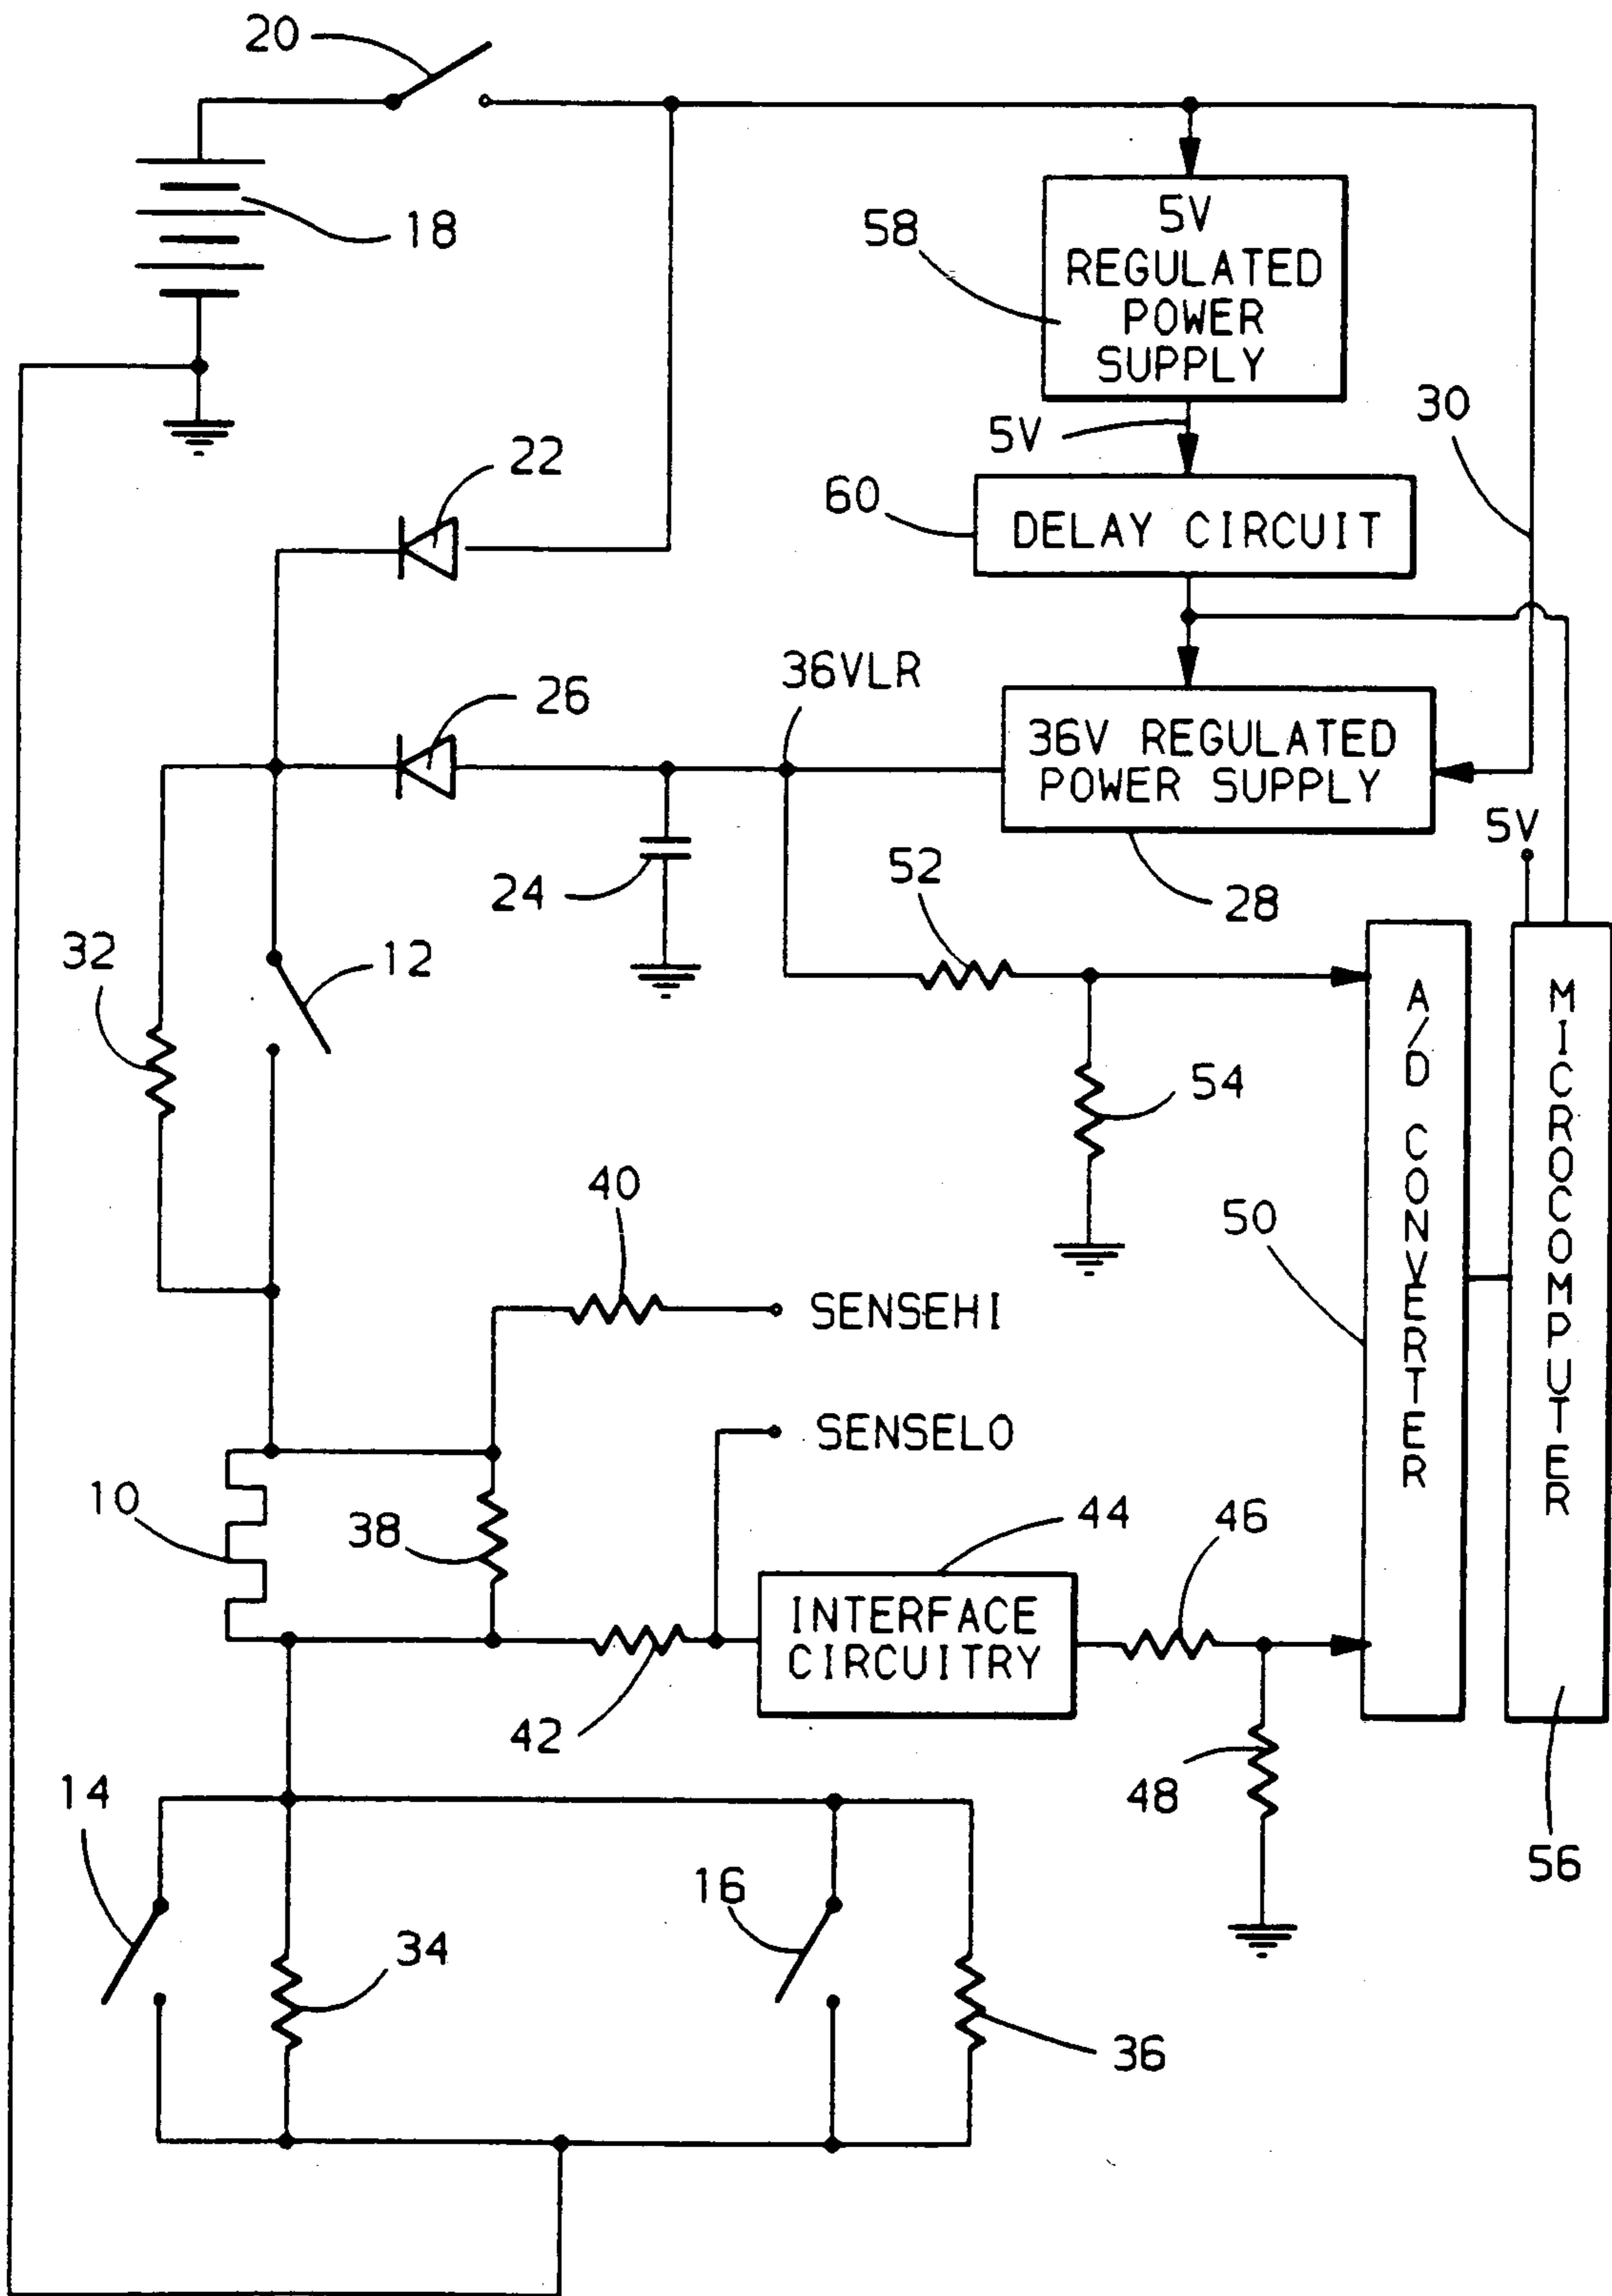 20
18
58
5V
REGULATED
POWER
SUPPLY
30
5V
22
60
DELAY CIRCUIT
36VLR
26
36V REGULATED
POWER SUPPLY
5V
52
24
28
32
12
A/D CONVERTER
MICROCOMPUTER
54
40
50
SENSEHI
SENSELO
10
38
44
46
INTERFACE
CIRCUITRY
42
14
48
16
56
34
36